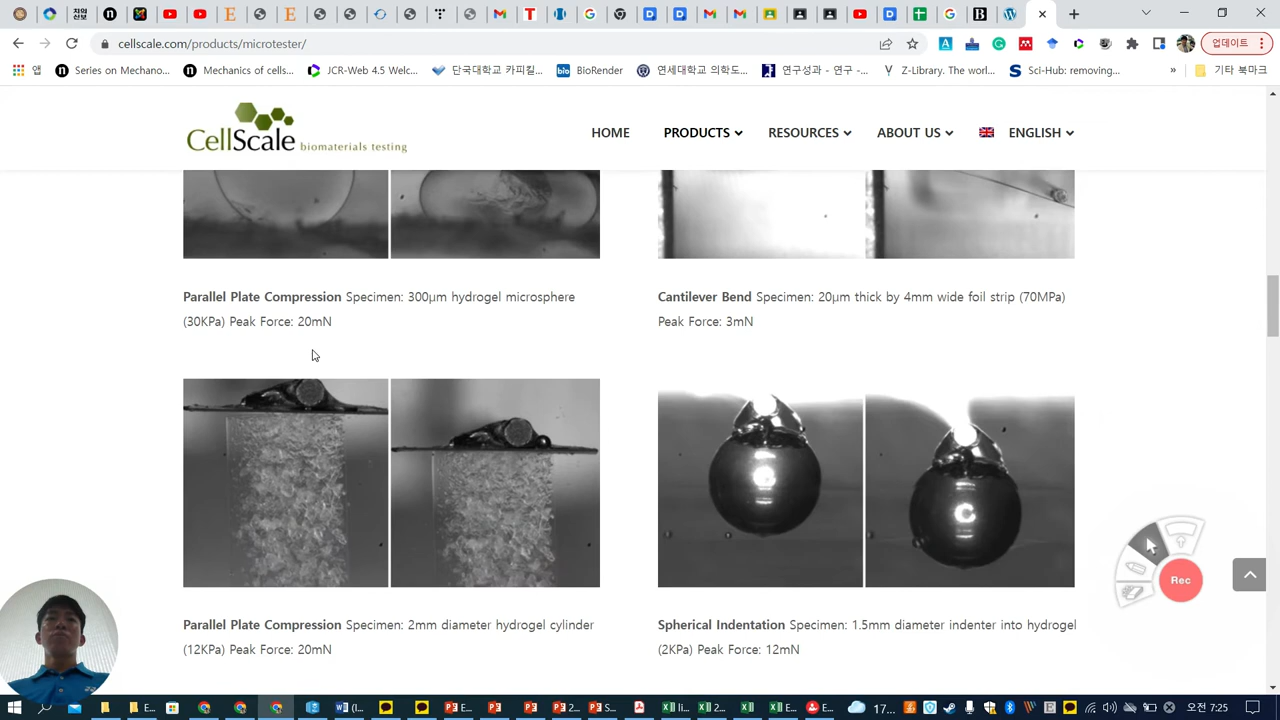 cellscale.com/products/microtester/
업데이트
앱
Series on Mechano...
Mechanics of cells...
JCR-Web 4.5 Welc...
단국대학교 카피킬...
bio BioRender
연세대학교 의학도...
연구성과 - 연구 -...
Z-Library. The worl...
Sci-Hub: removing...
»
기타 북마크
CellScale biomaterials testing
HOME
PRODUCTS
RESOURCES
ABOUT US
ENGLISH
Parallel Plate Compression Specimen: 300µm hydrogel microsphere
(30KPa) Peak Force: 20mN
Cantilever Bend Specimen: 20µm thick by 4mm wide foil strip (70MPa)
Peak Force: 3mN
Rec
Parallel Plate Compression Specimen: 2mm diameter hydrogel cylinder
(12KPa) Peak Force: 20mN
Spherical Indentation Specimen: 1.5mm diameter indenter into hydrogel
(2KPa) Peak Force: 12mN
17...
오전 7:25